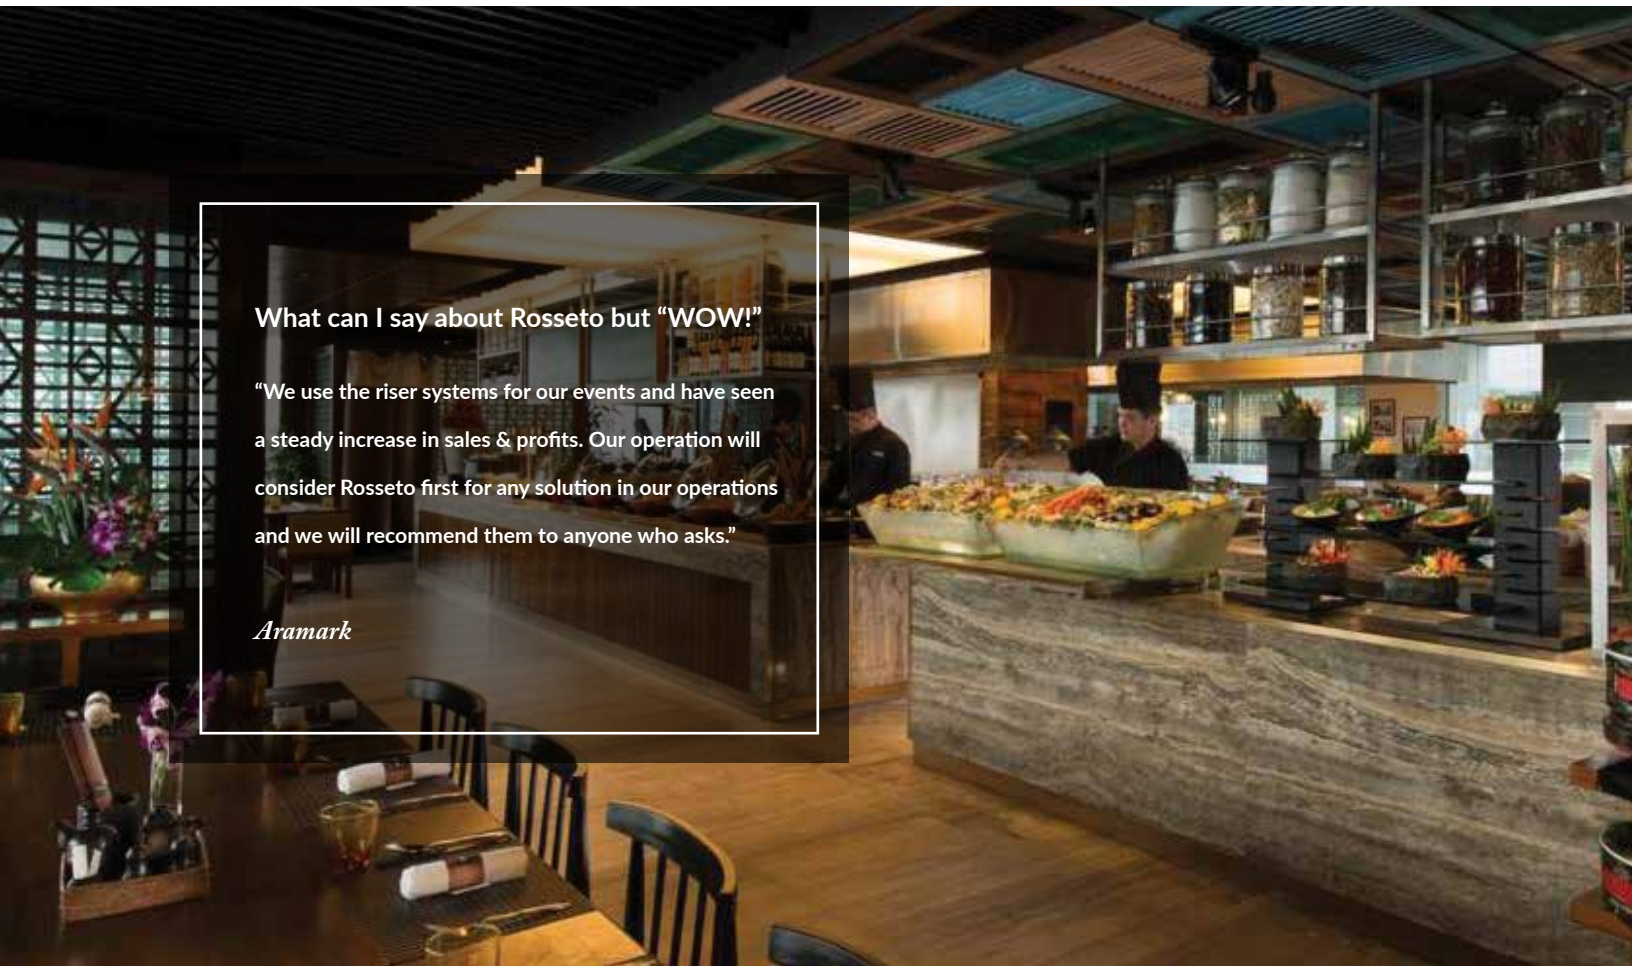 What can I say about Rosseto but “WOW!”
“We use the riser systems for our events and have seen
a steady increase in sales & profits. Our operation will
consider Rosseto first for any solution in our operations
and we will recommend them to anyone who asks.”
Aramark